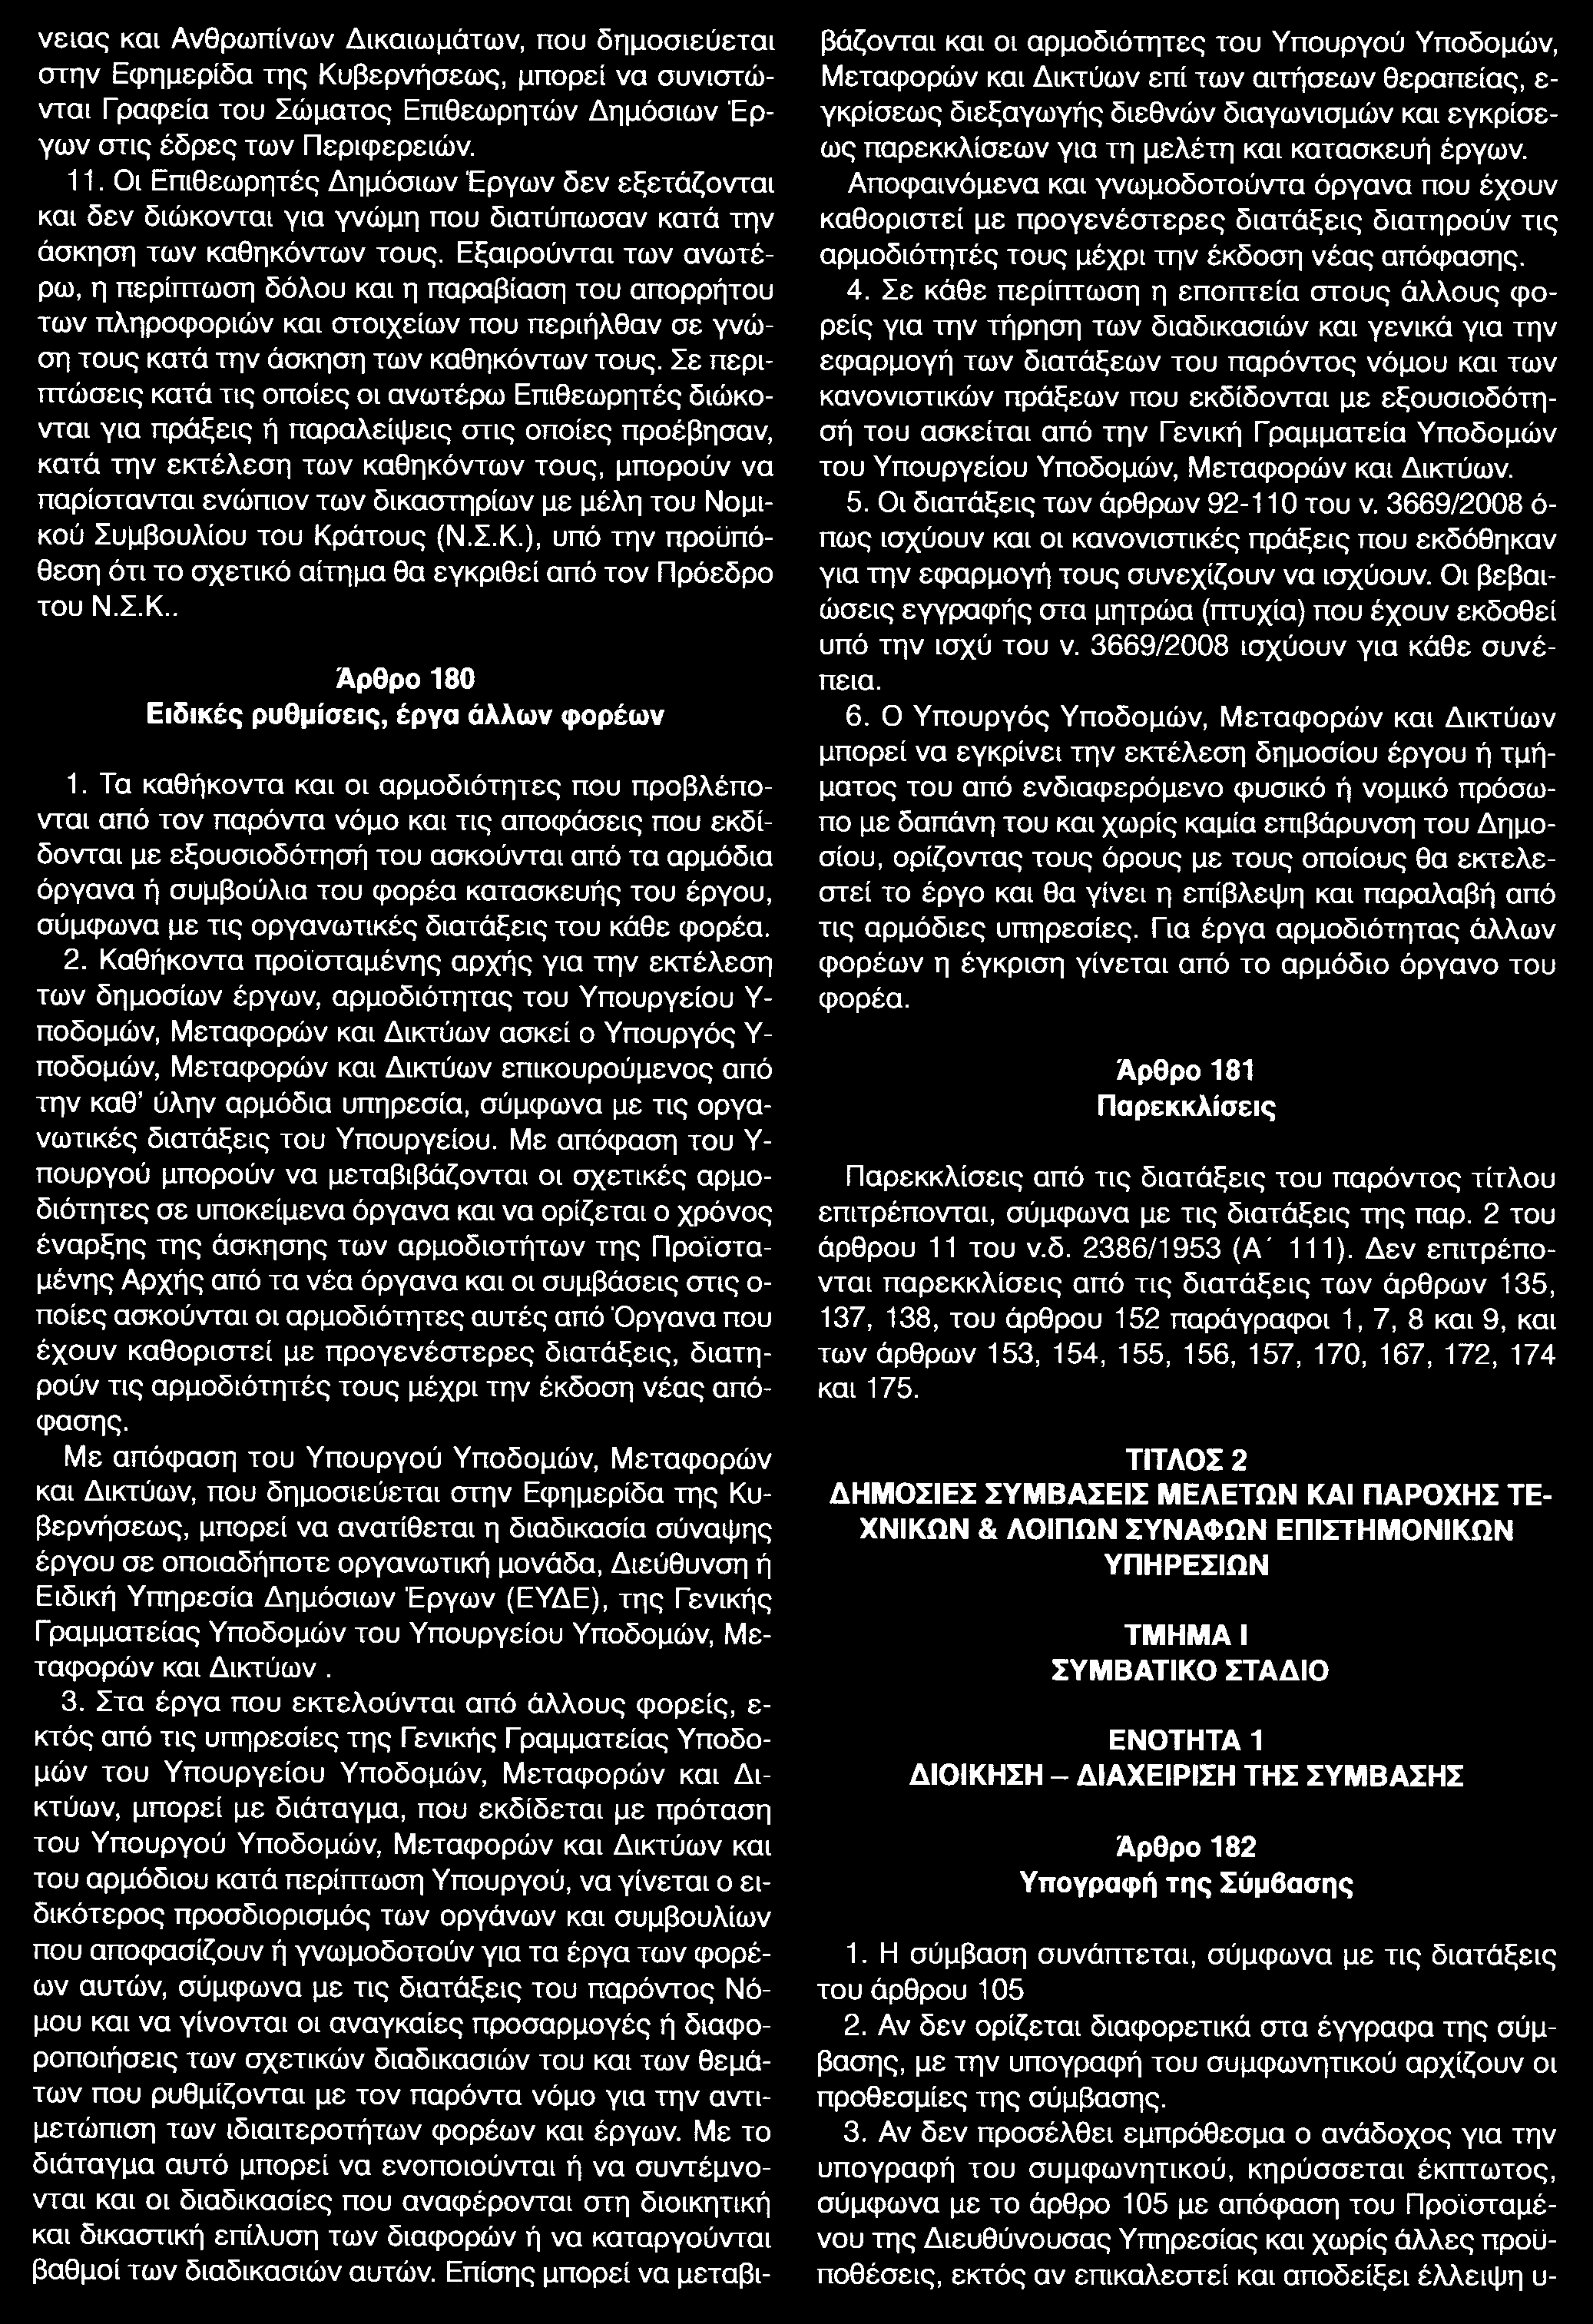 νειας και Ανθρωπίνων Δικαιωμάτων, που δημοσιεύεται
στην Εφημερίδα της Κυβερνήσεως, μπορεί να συνιστώ-
νται Γραφεία του Σώματος Επιθεωρητών Δημόσιων Έρ-
γων στις έδρες των Περιφερειών.
11. Οι Επιθεωρητές Δημόσιων Έργων δεν εξετάζονται
και δεν διώκονται για γνώμη που διατύπωσαν κατά την
άσκηση των καθηκόντων τους. Εξαιρούνται των ανωτέ-
ρω, η περίπτωση δόλου και η παραβίαση του απορρήτου
των πληροφοριών και στοιχείων που περιήλθαν σε γνώ-
ση τους κατά την άσκηση των καθηκόντων τους. Σε περι-
πτώσεις κατά τις οποίες οι ανωτέρω Επιθεωρητές διώκο-
νται για πράξεις ή παραλείψεις στις οποίες προέβησαν,
κατά την εκτέλεση των καθηκόντων τους, μπορούν να
παρίστανται ενώπιον των δικαστηρίων με μέλη του Νομι-
κού Συμβουλίου του Κράτους (Ν.Σ.Κ.), υπό την προϋπό-
θεση ότι το σχετικό αίτημα θα εγκριθεί από τον Πρόεδρο
του Ν.Σ.Κ..
Άρθρο 180
Ειδικές ρυθμίσεις, έργα άλλων φορέων
1. Τα καθήκοντα και οι αρμοδιότητες που προβλέπο-
νται από τον παρόντα νόμο και τις αποφάσεις που εκδί-
δονται με εξουσιοδότησή του ασκούνται από τα αρμόδια
όργανα ή συμβούλια του φορέα κατασκευής του έργου,
σύμφωνα με τις οργανωτικές διατάξεις του κάθε φορέα.
2. Καθήκοντα προϊσταμένης αρχής για την εκτέλεση
των δημοσίων έργων, αρμοδιότητας του Υπουργείου Υ-
ποδομών, Μεταφορών και Δικτύων ασκεί ο Υπουργός Υ-
ποδομών, Μεταφορών και Δικτύων επικουρούμενος από
την καθ’ ύλην αρμόδια υπηρεσία, σύμφωνα με τις οργα-
νωτικές διατάξεις του Υπουργείου. Με απόφαση του Υ-
πουργού μπορούν να μεταβιβάζονται οι σχετικές αρμο-
διότητες σε υποκείμενα όργανα και να ορίζεται ο χρόνος
έναρξης της άσκησης των αρμοδιοτήτων της Προϊστα-
μένης Αρχής από τα νέα όργανα και οι συμβάσεις στις ο-
ποίες ασκούνται οι αρμοδιότητες αυτές από Όργανα που
έχουν καθοριστεί με προγενέστερες διατάξεις, διατη-
ρούν τις αρμοδιότητές τους μέχρι την έκδοση νέας από-
φασης.
Με απόφαση του Υπουργού Υποδομών, Μεταφορών
και Δικτύων, που δημοσιεύεται στην Εφημερίδα της Κυ-
βερνήσεως, μπορεί να ανατίθεται η διαδικασία σύναψης
έργου σε οποιαδήποτε οργανωτική μονάδα, Διεύθυνση ή
Ειδική Υπηρεσία Δημόσιων Έργων (ΕΥΔΕ), της Γενικής
Γραμματείας Υποδομών του Υπουργείου Υποδομών, Με-
ταφορών και Δικτύων .
3. Στα έργα που εκτελούνται από άλλους φορείς, ε-
κτός από τις υπηρεσίες της Γενικής Γραμματείας Υποδο-
μών του Υπουργείου Υποδομών, Μεταφορών και Δι-
κτύων, μπορεί με διάταγμα, που εκδίδεται με πρόταση
του Υπουργού Υποδομών, Μεταφορών και Δικτύων και
του αρμόδιου κατά περίπτωση Υπουργού, να γίνεται ο ει-
δικότερος προσδιορισμός των οργάνων και συμβουλίων
που αποφασίζουν ή γνωμοδοτούν για τα έργα των φορέ-
ων αυτών, σύμφωνα με τις διατάξεις του παρόντος Νό-
μου και να γίνονται οι αναγκαίες προσαρμογές ή διαφο-
ροποιήσεις των σχετικών διαδικασιών του και των θεμά-
των που ρυθμίζονται με τον παρόντα νόμο για την αντι-
μετώπιση των ιδιαιτεροτήτων φορέων και έργων. Με το
διάταγμα αυτό μπορεί να ενοποιούνται ή να συντέμνο-
νται και οι διαδικασίες που αναφέρονται στη διοικητική
και δικαστική επίλυση των διαφορών ή να καταργούνται
βαθμοί των διαδικασιών αυτών. Επίσης μπορεί να μεταβι-
βάζονται και οι αρμοδιότητες του Υπουργού Υποδομών,
Μεταφορών και Δικτύων επί των αιτήσεων θεραπείας, ε-
γκρίσεως διεξαγωγής διεθνών διαγωνισμών και εγκρίσε-
ως παρεκκλίσεων για τη μελέτη και κατασκευή έργων.
Αποφαινόμενα και γνωμοδοτούντα όργανα που έχουν
καθοριστεί με προγενέστερες διατάξεις διατηρούν τις
αρμοδιότητές τους μέχρι την έκδοση νέας απόφασης.
4. Σε κάθε περίπτωση η εποπτεία στους άλλους φο-
ρείς για την τήρηση των διαδικασιών και γενικά για την
εφαρμογή των διατάξεων του παρόντος νόμου και των
κανονιστικών πράξεων που εκδίδονται με εξουσιοδότη-
σή του ασκείται από την Γενική Γραμματεία Υποδομών
του Υπουργείου Υποδομών, Μεταφορών και Δικτύων.
5. Οι διατάξεις των άρθρων 92-110 του ν. 3669/2008 ό-
πως ισχύουν και οι κανονιστικές πράξεις που εκδόθηκαν
για την εφαρμογή τους συνεχίζουν να ισχύουν. Οι βεβαι-
ώσεις εγγραφής στα μητρώα (πτυχία) που έχουν εκδοθεί
υπό την ισχύ του ν. 3669/2008 ισχύουν για κάθε συνέ-
πεια.
6. Ο Υπουργός Υποδομών, Μεταφορών και Δικτύων
μπορεί να εγκρίνει την εκτέλεση δημοσίου έργου ή τμή-
ματος του από ενδιαφερόμενο φυσικό ή νομικό πρόσω-
πο με δαπάνη του και χωρίς καμία επιβάρυνση του Δημο-
σίου, ορίζοντας τους όρους με τους οποίους θα εκτελε-
στεί το έργο και θα γίνει η επίβλεψη και παραλαβή από
τις αρμόδιες υπηρεσίες. Για έργα αρμοδιότητας άλλων
φορέων η έγκριση γίνεται από το αρμόδιο όργανο του
φορέα.
Άρθρο 181
Παρεκκλίσεις
Παρεκκλίσεις από τις διατάξεις του παρόντος τίτλου
επιτρέπονται, σύμφωνα με τις διατάξεις της παρ. 2 του
άρθρου 11 του ν.δ. 2386/1953 (Α΄ 111). Δεν επιτρέπο-
νται παρεκκλίσεις από τις διατάξεις των άρθρων 135,
137, 138, του άρθρου 152 παράγραφοι 1, 7, 8 και 9, και
των άρθρων 153, 154, 155, 156, 157, 170, 167, 172, 174
και 175.
ΤΙΤΛΟΣ 2
ΔΗΜΟΣΙΕΣ ΣΥΜΒΑΣΕΙΣ ΜΕΛΕΤΩΝ ΚΑΙ ΠΑΡΟΧΗΣ ΤΕ-
ΧΝΙΚΩΝ & ΛΟΙΠΩΝ ΣΥΝΑΦΩΝ ΕΠΙΣΤΗΜΟΝΙΚΩΝ
ΥΠΗΡΕΣΙΩΝ
ΤΜΗΜΑ Ι
ΣΥΜΒΑΤΙΚΟ ΣΤΑΔΙΟ
ΕΝΟΤΗΤΑ 1
ΔΙΟΙΚΗΣΗ – ΔΙΑΧΕΙΡΙΣΗ ΤΗΣ ΣΥΜΒΑΣΗΣ
Άρθρο 182
Υπογραφή της Σύμβασης
1. Η σύμβαση συνάπτεται, σύμφωνα με τις διατάξεις
του άρθρου 105
2. Αν δεν ορίζεται διαφορετικά στα έγγραφα της σύμ-
βασης, με την υπογραφή του συμφωνητικού αρχίζουν οι
προθεσμίες της σύμβασης.
3. Αν δεν προσέλθει εμπρόθεσμα ο ανάδοχος για την
υπογραφή του συμφωνητικού, κηρύσσεται έκπτωτος,
σύμφωνα με το άρθρο 105 με απόφαση του Προϊσταμέ-
νου της Διευθύνουσας Υπηρεσίας και χωρίς άλλες προϋ-
ποθέσεις, εκτός αν επικαλεστεί και αποδείξει έλλειψη υ-